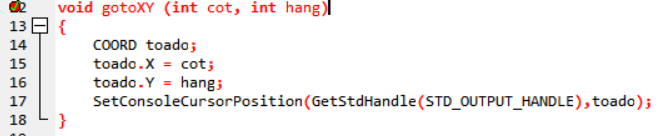 void gotoXY (int cot, int hang)
13 {
14 COORD toado;
15 toado.X = cot;
16 toado.Y = hang;
17 SetConsoleCursorPosition(GetStdHandle(STD_OUTPUT_HANDLE),toado);
18 }